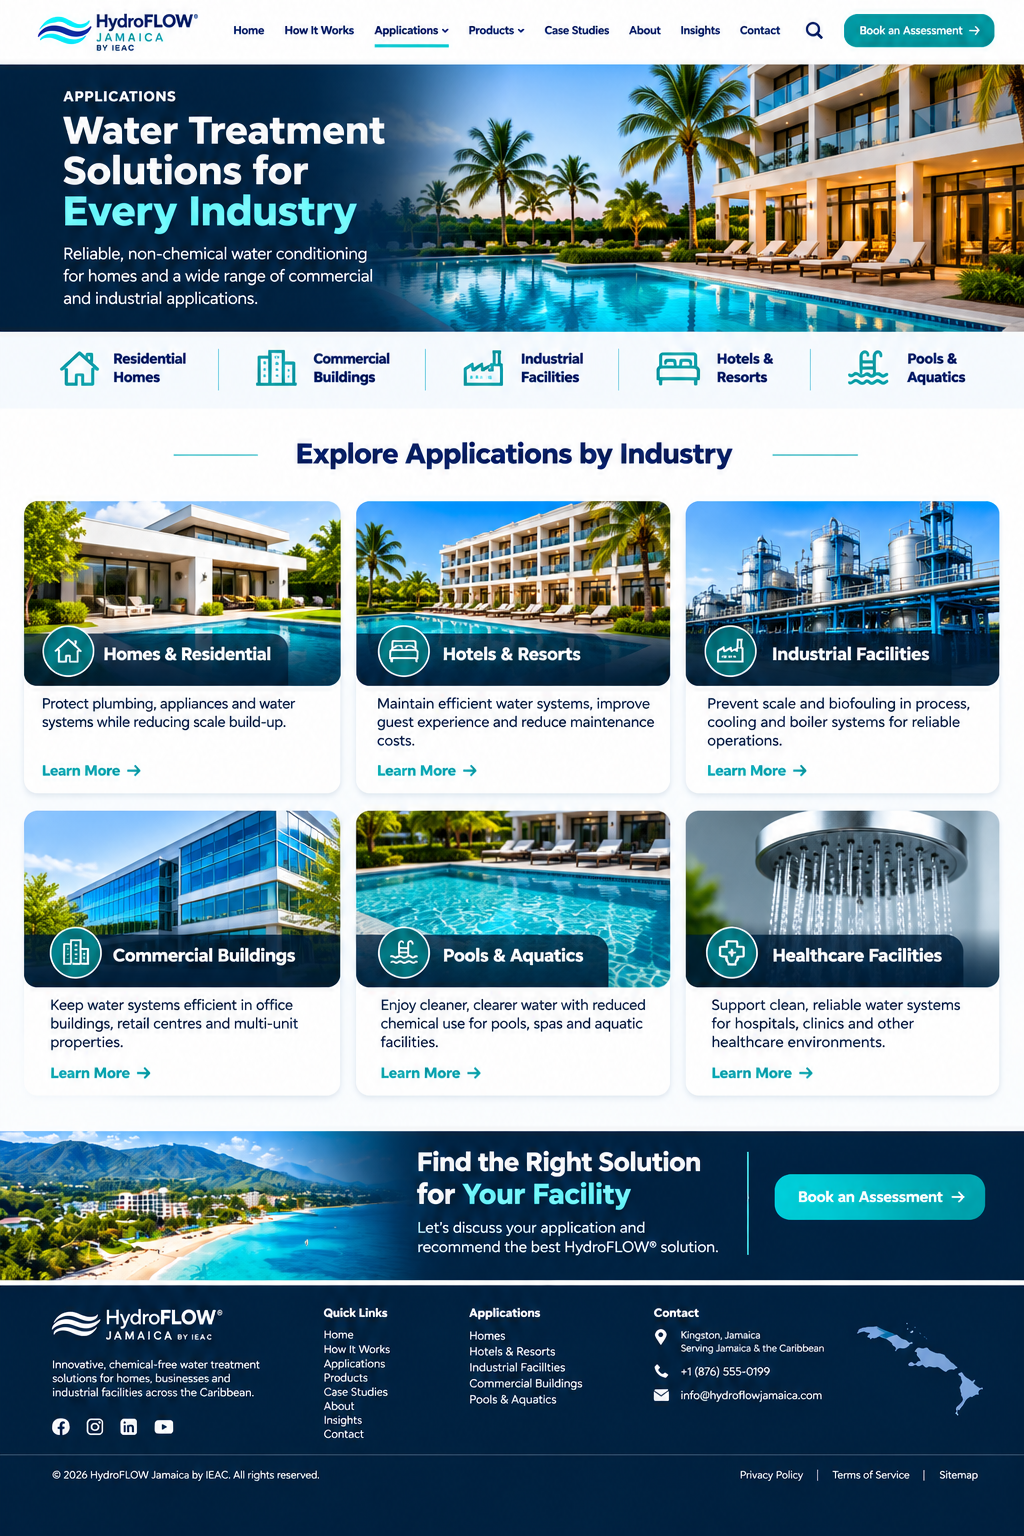 HydroFLOW®
JAMAICA
BY IEAC
Home
How It Works
Applications
Products
Case Studies
About
Insights
Contact
Book an Assessment
APPLICATIONS
Water Treatment
Solutions for
Every Industry
Reliable, non-chemical water conditioning
for homes and a wide range of commercial
and industrial applications.
Residential
Homes
Commercial
Buildings
Industrial
Facilities
Hotels &
Resorts
Pools &
Aquatics
Explore Applications by Industry
Homes & Residential
Protect plumbing, appliances and water
systems while reducing scale build-up.
Learn More
Hotels & Resorts
Maintain efficient water systems, improve
guest experience and reduce maintenance
costs.
Learn More
Industrial Facilities
Prevent scale and biofouling in process,
cooling and boiler systems for reliable
operations.
Learn More
Commercial Buildings
Keep water systems efficient in office
buildings, retail centres and multi-unit
properties.
Learn More
Pools & Aquatics
Enjoy cleaner, clearer water with reduced
chemical use for pools, spas and aquatic
facilities.
Learn More
Healthcare Facilities
Support clean, reliable water systems
for hospitals, clinics and other
healthcare environments.
Learn More
Find the Right Solution
for Your Facility
Let's discuss your application and
recommend the best HydroFLOW® solution.
Book an Assessment
HydroFLOW®
JAMAICA BY IEAC
Innovative, chemical-free water treatment
solutions for homes, businesses and
industrial facilities across the Caribbean.
Quick Links
Home
How It Works
Applications
Products
Case Studies
About
Insights
Contact
Applications
Homes
Hotels & Resorts
Industrial Facillties
Commercial Buildings
Pools & Aquatics
Contact
Kingston, Jamaica
Serving Jamaica & the Caribbean
+1 (876) 555-0199
info@hydroflowjamaica.com
© 2026 HydroFLOW Jamaica by IEAC. All rights reserved.
Privacy Policy | Terms of Service | Sitemap